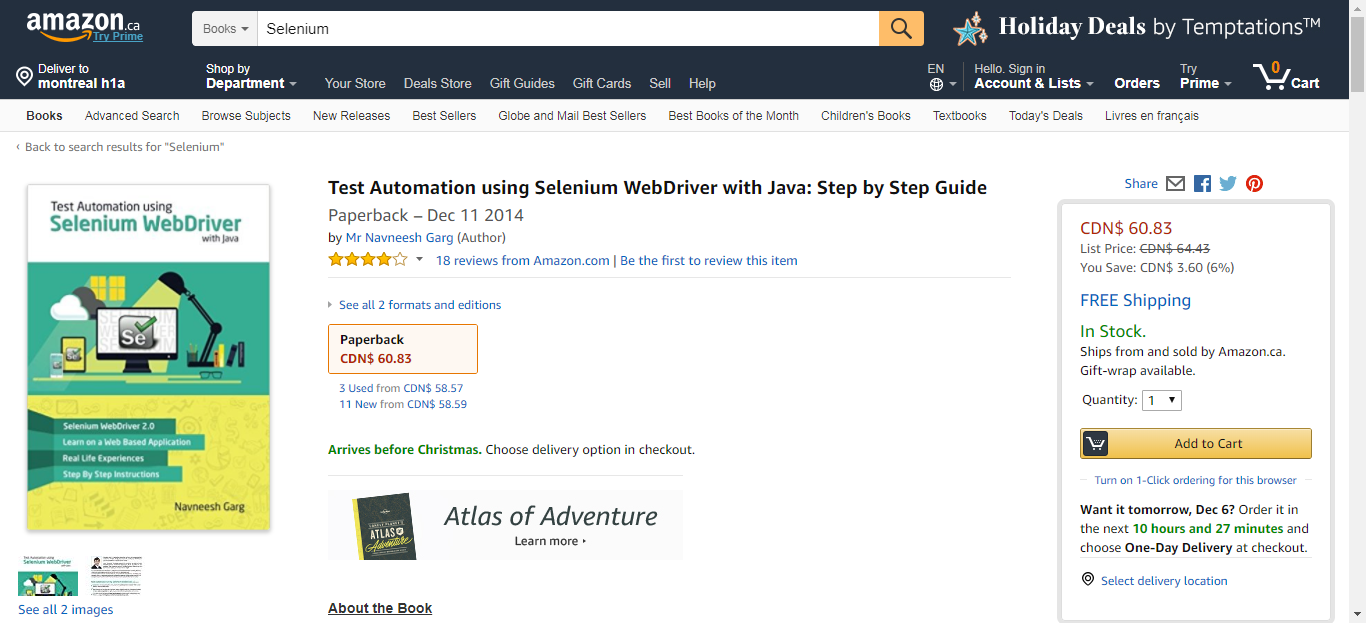 amazon.ca
Try Prime
Books
Selenium
Holiday Deals by Temptations™
Deliver to
montreal h1a
Shop by
Department
Your Store
Deals Store
Gift Guides
Gift Cards
Sell
Help
EN
Hello. Sign in
Account & Lists
Orders
Try
Prime
0
Cart
Books
Advanced Search
Browse Subjects
New Releases
Best Sellers
Globe and Mail Best Sellers
Best Books of the Month
Children's Books
Textbooks
Today's Deals
Livres en français
‹ Back to search results for "Selenium"
Test Automation using
Selenium WebDriver
with Java
Se
Selenium WebDriver 2.0
Learn on a Web Based Application
Real Life Experiences
Step By Step Instructions
Navneesh Garg
See all 2 images
Test Automation using Selenium WebDriver with Java: Step by Step Guide
Paperback – Dec 11 2014
by Mr Navneesh Garg (Author)
18 reviews from Amazon.com | Be the first to review this item
See all 2 formats and editions
Paperback
CDN$ 60.83
3 Used from CDN$ 58.57
11 New from CDN$ 58.59
Arrives before Christmas. Choose delivery option in checkout.
ATLAS OF
Adventure
Atlas of Adventure
Learn more ›
About the Book
Share
CDN$ 60.83
List Price: CDN$ 64.43
You Save: CDN$ 3.60 (6%)
FREE Shipping
In Stock.
Ships from and sold by Amazon.ca.
Gift-wrap available.
Quantity: 1
Add to Cart
Turn on 1-Click ordering for this browser
Want it tomorrow, Dec 6? Order it in
the next 10 hours and 27 minutes and
choose One-Day Delivery at checkout.
Select delivery location